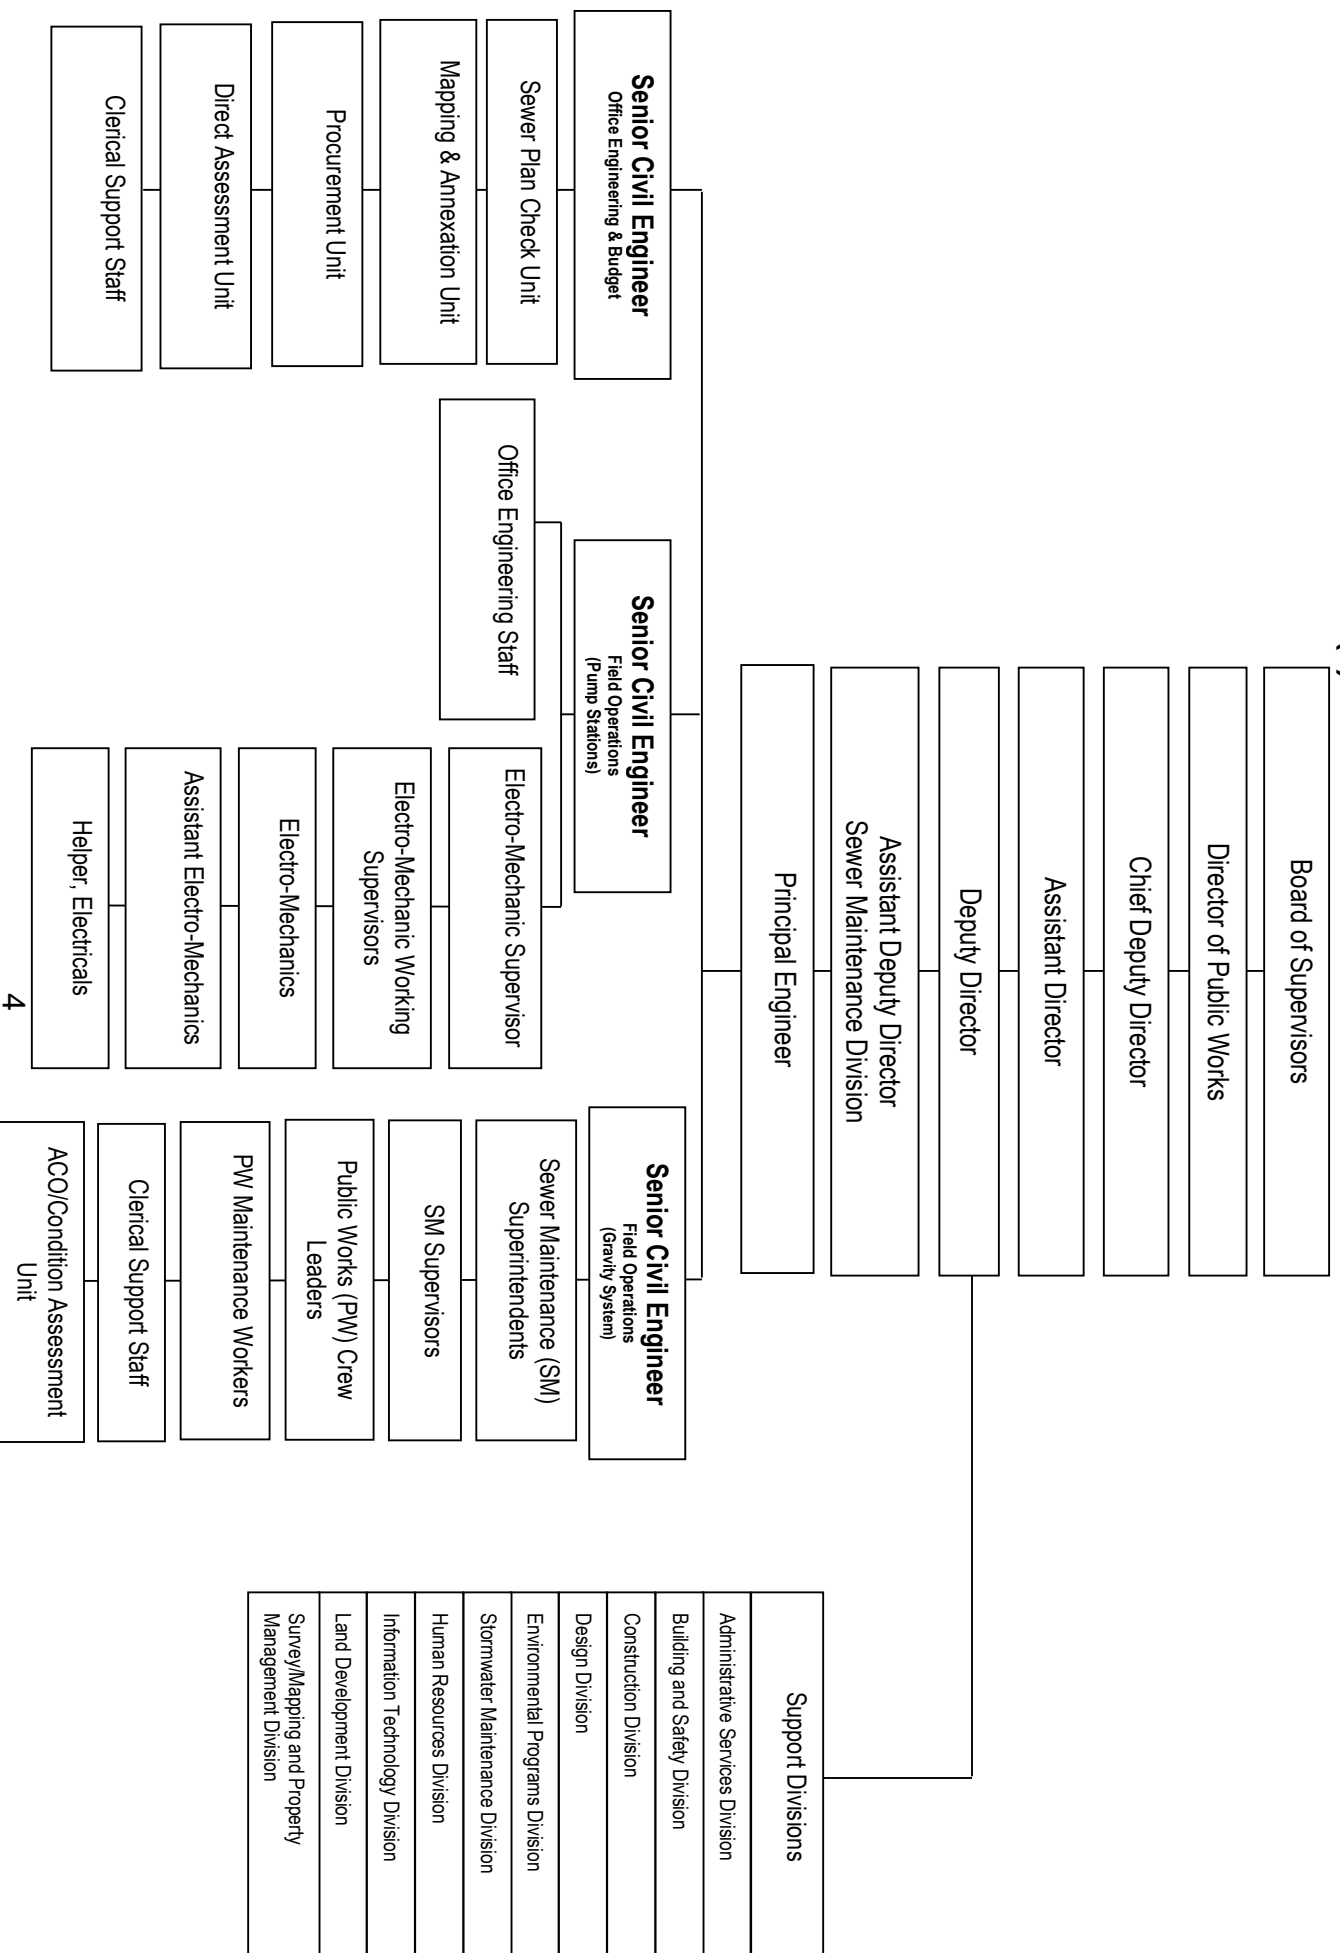 Board of Supervisors
Director of Public Works
Chief Deputy Director
Assistant Director
Deputy Director
Assistant Deputy Director
Sewer Maintenance Division
Principal Engineer
Senior Civil Engineer
Office Engineering & Budget
Sewer Plan Check Unit
Mapping & Annexation Unit
Procurement Unit
Direct Assessment Unit
Clerical Support Staff
Senior Civil Engineer
Field Operations
(Pump Stations)
Office Engineering Staff
Electro-Mechanic Supervisor
Electro-Mechanic Working
Supervisors
Electro-Mechanics
Assistant Electro-Mechanics
Helper, Electricals
Senior Civil Engineer
Field Operations
(Gravity System)
Sewer Maintenance (SM)
Superintendents
SM Supervisors
Public Works (PW) Crew
Leaders
PW Maintenance Workers
Clerical Support Staff
ACO/Condition Assessment
Unit
Support Divisions
Administrative Services Division
Building and Safety Division
Construction Division
Design Division
Environmental Programs Division
Stormwater Maintenance Division
Human Resources Division
Information Technology Division
Land Development Division
Survey/Mapping and Property
Management Division
4